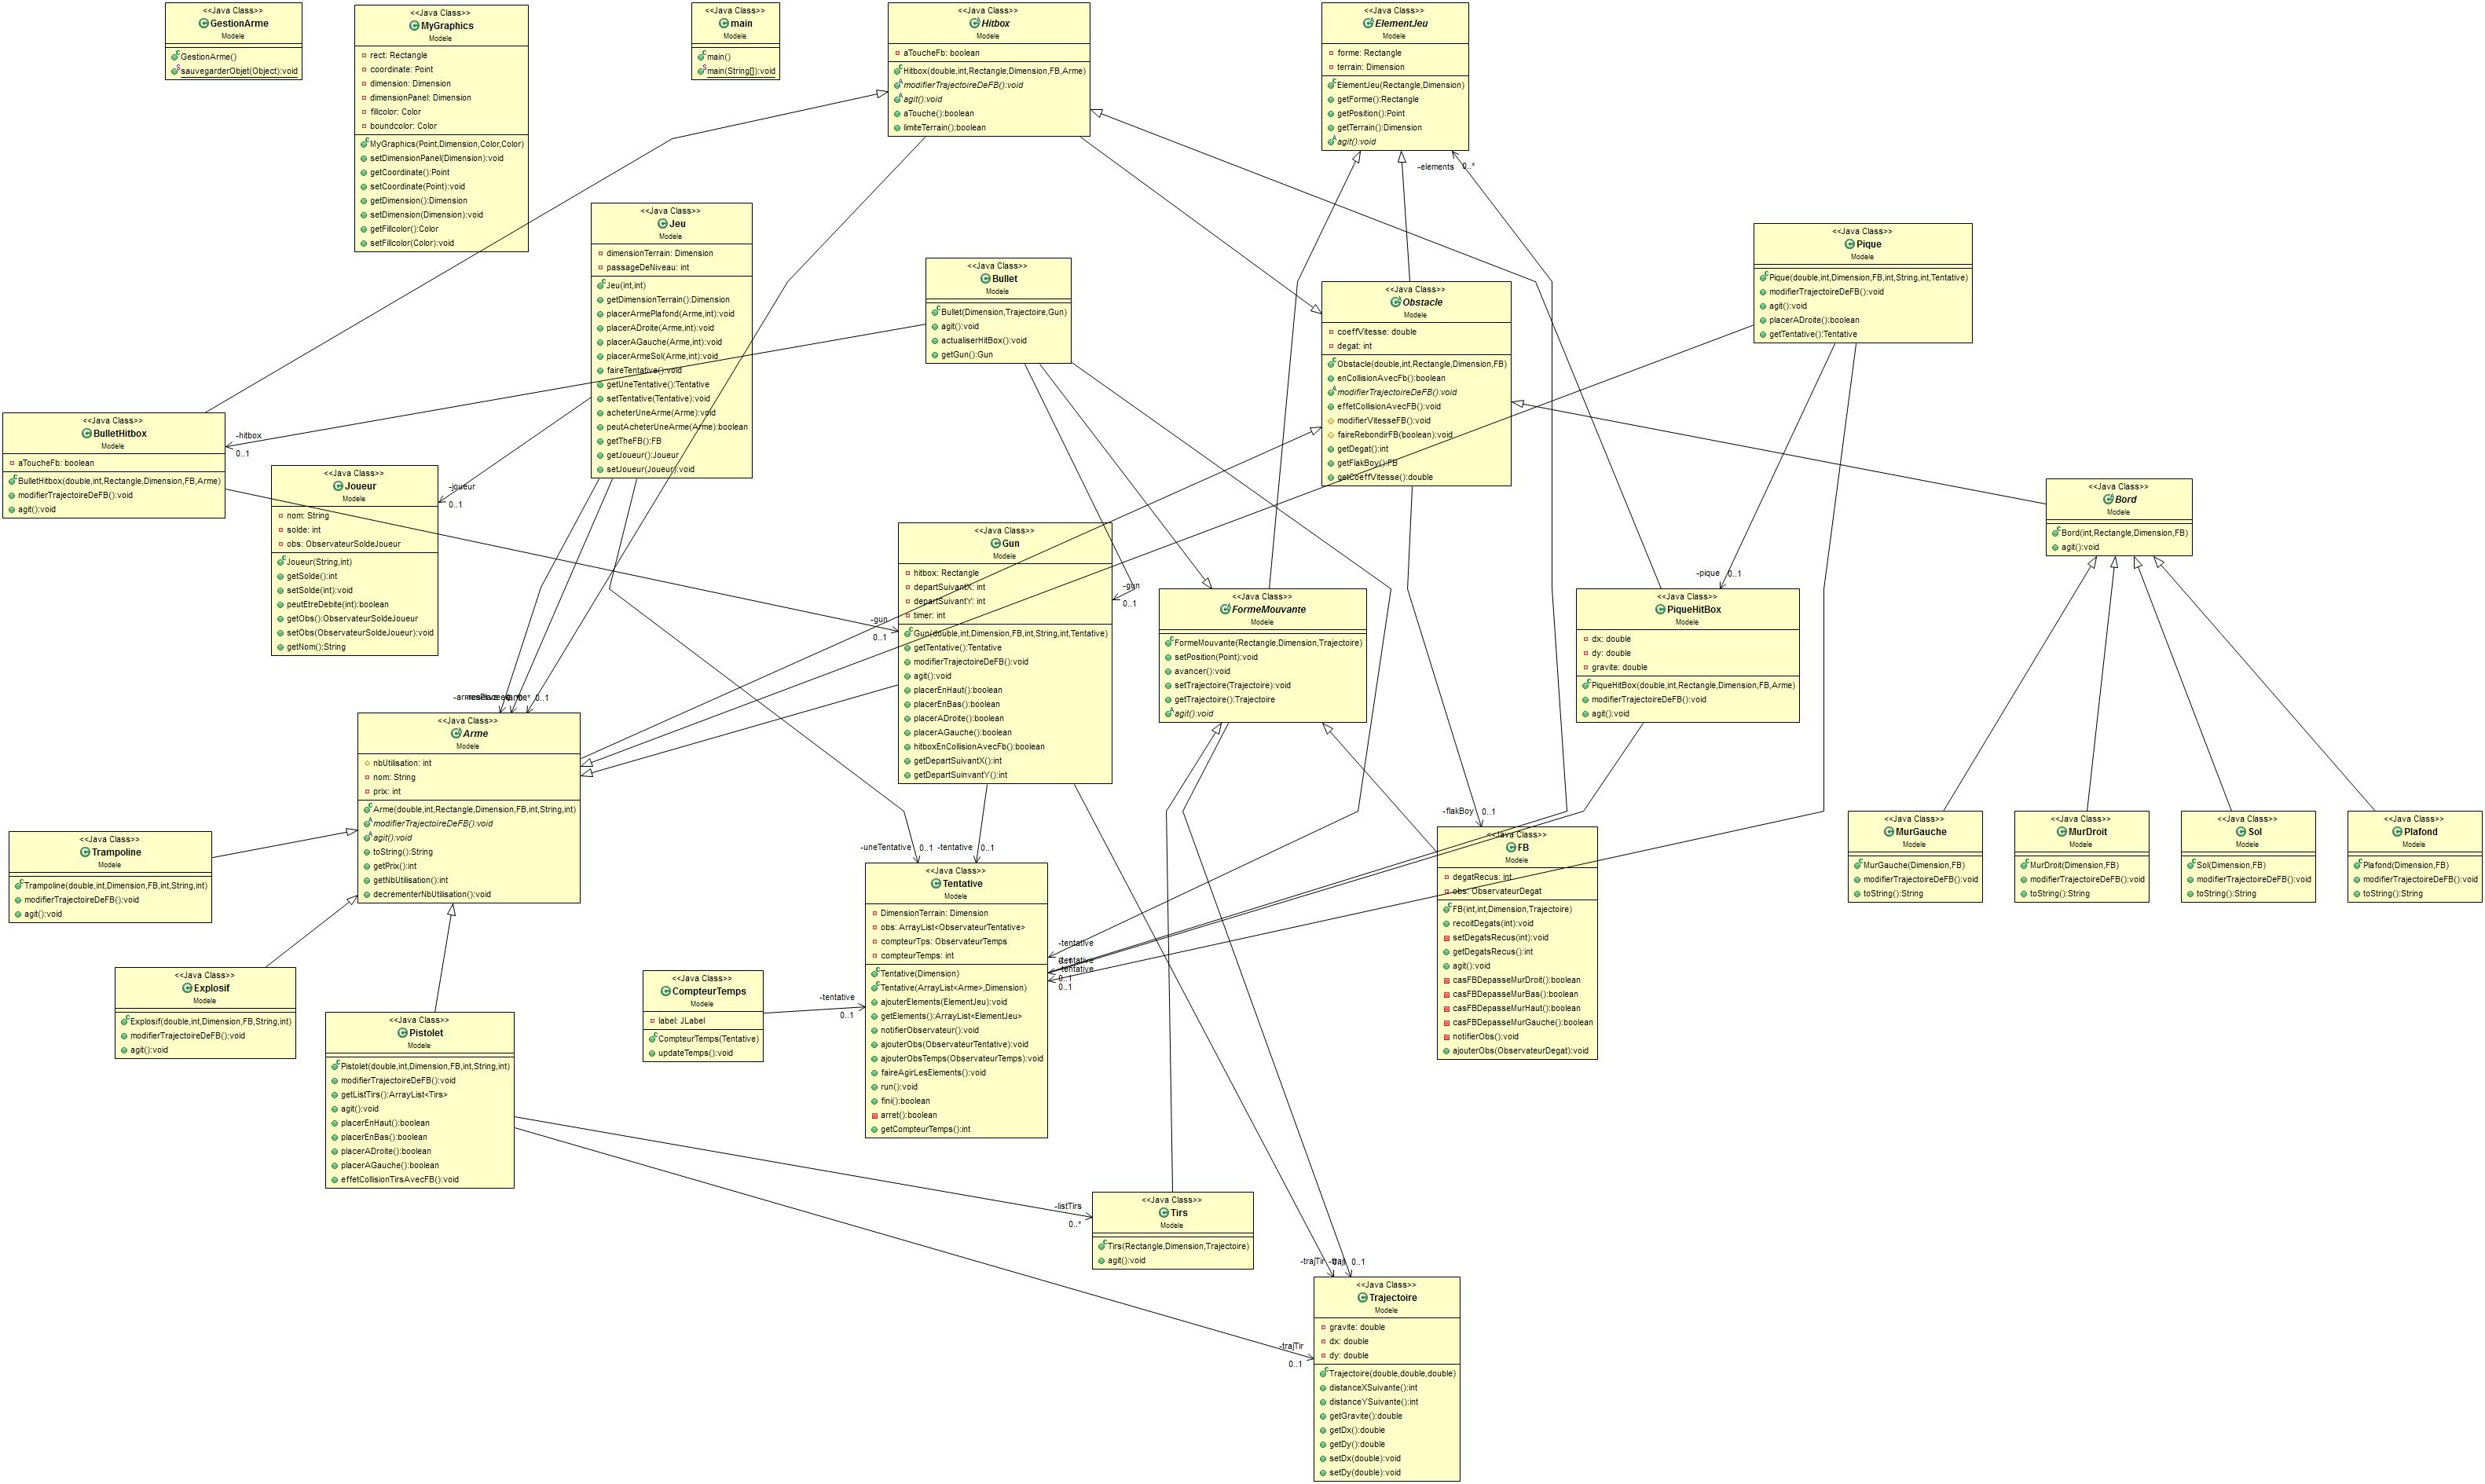 <<Java Class>>
GestionArme
Modele
GestionArme()
sauvegarderObjet(Object):void
<<Java Class>>
MyGraphics
Modele
rect: Rectangle
coordinate: Point
dimension: Dimension
dimensionPanel: Dimension
fillcolor: Color
boundcolor: Color
MyGraphics(Point,Dimension,Color,Color)
setDimensionPanel(Dimension):void
getCoordinate():Point
setCoordinate(Point):void
getDimension():Dimension
setDimension(Dimension):void
getFillcolor():Color
setFillcolor(Color):void
<<Java Class>>
main
Modele
main()
main(String[]):void
<<Java Class>>
Hitbox
Modele
aToucheFb: boolean
Hitbox(double,int,Rectangle,Dimension,FB,Arme)
modifierTrajectoireDeFB():void
agit():void
aTouche():boolean
limiteTerrain():boolean
<<Java Class>>
ElementJeu
Modele
forme: Rectangle
terrain: Dimension
ElementJeu(Rectangle,Dimension)
getForme():Rectangle
getPosition():Point
getTerrain():Dimension
agit():void
-elements
0..*
<<Java Class>>
Jeu
Modele
dimensionTerrain: Dimension
passageDeNiveau: int
Jeu(int,int)
getDimensionTerrain():Dimension
placerArmePlafond(Arme,int):void
placerADroite(Arme,int):void
placerAGauche(Arme,int):void
placerArmeSol(Arme,int):void
faireTentative():void
getUneTentative():Tentative
setTentative(Tentative):void
acheterUneArme(Arme):void
peutAcheterUneArme(Arme):boolean
getTheFB():FB
getJoueur():Joueur
setJoueur(Joueur):void
<<Java Class>>
Bullet
Modele
Bullet(Dimension,Trajectoire,Gun)
agit():void
actualiserHitBox():void
getGun():Gun
<<Java Class>>
Obstacle
Modele
coeffVitesse: double
degat: int
Obstacle(double,int,Rectangle,Dimension,FB)
enCollisionAvecFb():boolean
modifierTrajectoireDeFB():void
effetCollisionAvecFB():void
modifierVitesseFB():void
faireRebondirFB(boolean):void
getDegat():int
getFlakBoy():FB
getCoeffVitesse():double
<<Java Class>>
Pique
Modele
Pique(double,int,Dimension,FB,int,String,int,Tentative)
modifierTrajectoireDeFB():void
agit():void
placerADroite():boolean
getTentative():Tentative
<<Java Class>>
BulletHitbox
Modele
aToucheFb: boolean
BulletHitbox(double,int,Rectangle,Dimension,FB,Arme)
modifierTrajectoireDeFB():void
agit():void
-hitbox
0..1
<<Java Class>>
Joueur
Modele
nom: String
solde: int
obs: ObservateurSoldeJoueur
Joueur(String,int)
getSolde():int
setSolde(int):void
peutEtreDebite(int):boolean
getObs():ObservateurSoldeJoueur
setObs(ObservateurSoldeJoueur):void
getNom():String
-joueur
0..1
<<Java Class>>
Gun
Modele
hitbox: Rectangle
departSuivantX: int
departSuivantY: int
timer: int
Gun(double,int,Dimension,FB,int,String,int,Tentative)
getTentative():Tentative
modifierTrajectoireDeFB():void
agit():void
placerEnHaut():boolean
placerEnBas():boolean
placerADroite():boolean
placerAGauche():boolean
hitboxEnCollisionAvecFb():boolean
getDepartSuivantX():int
getDepartSuinvantY():int
-gun
0..1
-gun
0..1
<<Java Class>>
FormeMouvante
Modele
FormeMouvante(Rectangle,Dimension,Trajectoire)
setPosition(Point):void
avancer():void
setTrajectoire(Trajectoire):void
getTrajectoire():Trajectoire
agit():void
-pique
0..1
<<Java Class>>
PiqueHitBox
Modele
dx: double
dy: double
gravite: double
PiqueHitBox(double,int,Rectangle,Dimension,FB,Arme)
modifierTrajectoireDeFB():void
agit():void
<<Java Class>>
Bord
Modele
Bord(int,Rectangle,Dimension,FB)
agit():void
0..1
<<Java Class>>
Arme
Modele
nbUtilisation: int
nom: String
prix: int
Arme(double,int,Rectangle,Dimension,FB,int,String,int)
modifierTrajectoireDeFB():void
agit():void
toString():String
getPrix():int
getNbUtilisation():int
decrementerNbUtilisation():void
<<Java Class>>
Trampoline
Modele
Trampoline(double,int,Dimension,FB,int,String,int)
modifierTrajectoireDeFB():void
agit():void
<<Java Class>>
Explosif
Modele
Explosif(double,int,Dimension,FB,String,int)
modifierTrajectoireDeFB():void
agit():void
<<Java Class>>
Pistolet
Modele
Pistolet(double,int,Dimension,FB,int,String,int)
modifierTrajectoireDeFB():void
getListTirs():ArrayList<Tirs>
agit():void
placerEnHaut():boolean
placerEnBas():boolean
placerADroite():boolean
placerAGauche():boolean
effetCollisionTirsAvecFB():void
<<Java Class>>
CompteurTemps
Modele
label: JLabel
CompteurTemps(Tentative)
updateTemps():void
-tentative
0..1
-uneTentative
0..1
-tentative
0..1
<<Java Class>>
Tentative
Modele
DimensionTerrain: Dimension
obs: ArrayList<ObservateurTentative>
compteurTps: ObservateurTemps
compteurTemps: int
Tentative(Dimension)
Tentative(ArrayList<Arme>,Dimension)
ajouterElements(ElementJeu):void
getElements():ArrayList<ElementJeu>
notifierObservateur():void
ajouterObs(ObservateurTentative):void
ajouterObsTemps(ObservateurTemps):void
faireAgirLesElements():void
run():void
fini():boolean
arret():boolean
getCompteurTemps():int
-tentative
-tentative
0..1
0..1
-flakBoy
0..1
<<Java Class>>
FB
Modele
degatRecus: int
obs: ObservateurDegat
FB(int,int,Dimension,Trajectoire)
recoitDegats(int):void
setDegatsRecus(int):void
getDegatsRecus():int
agit():void
casFBDepasseMurDroit():boolean
casFBDepasseMurBas():boolean
casFBDepasseMurHaut():boolean
casFBDepasseMurGauche():boolean
notifierObs():void
ajouterObs(ObservateurDegat):void
<<Java Class>>
MurGauche
Modele
MurGauche(Dimension,FB)
modifierTrajectoireDeFB():void
toString():String
<<Java Class>>
MurDroit
Modele
MurDroit(Dimension,FB)
modifierTrajectoireDeFB():void
toString():String
<<Java Class>>
Sol
Modele
Sol(Dimension,FB)
modifierTrajectoireDeFB():void
toString():String
<<Java Class>>
Plafond
Modele
Plafond(Dimension,FB)
modifierTrajectoireDeFB():void
toString():String
-listTirs
0..*
<<Java Class>>
Tirs
Modele
Tirs(Rectangle,Dimension,Trajectoire)
agit():void
-trajTir
0..1
-trajTir
0..1
<<Java Class>>
Trajectoire
Modele
gravite: double
dx: double
dy: double
Trajectoire(double,double,double)
distanceXSuivante():int
distanceYSuivante():int
getGravite():double
getDx():double
getDy():double
setDx(double):void
setDy(double):void